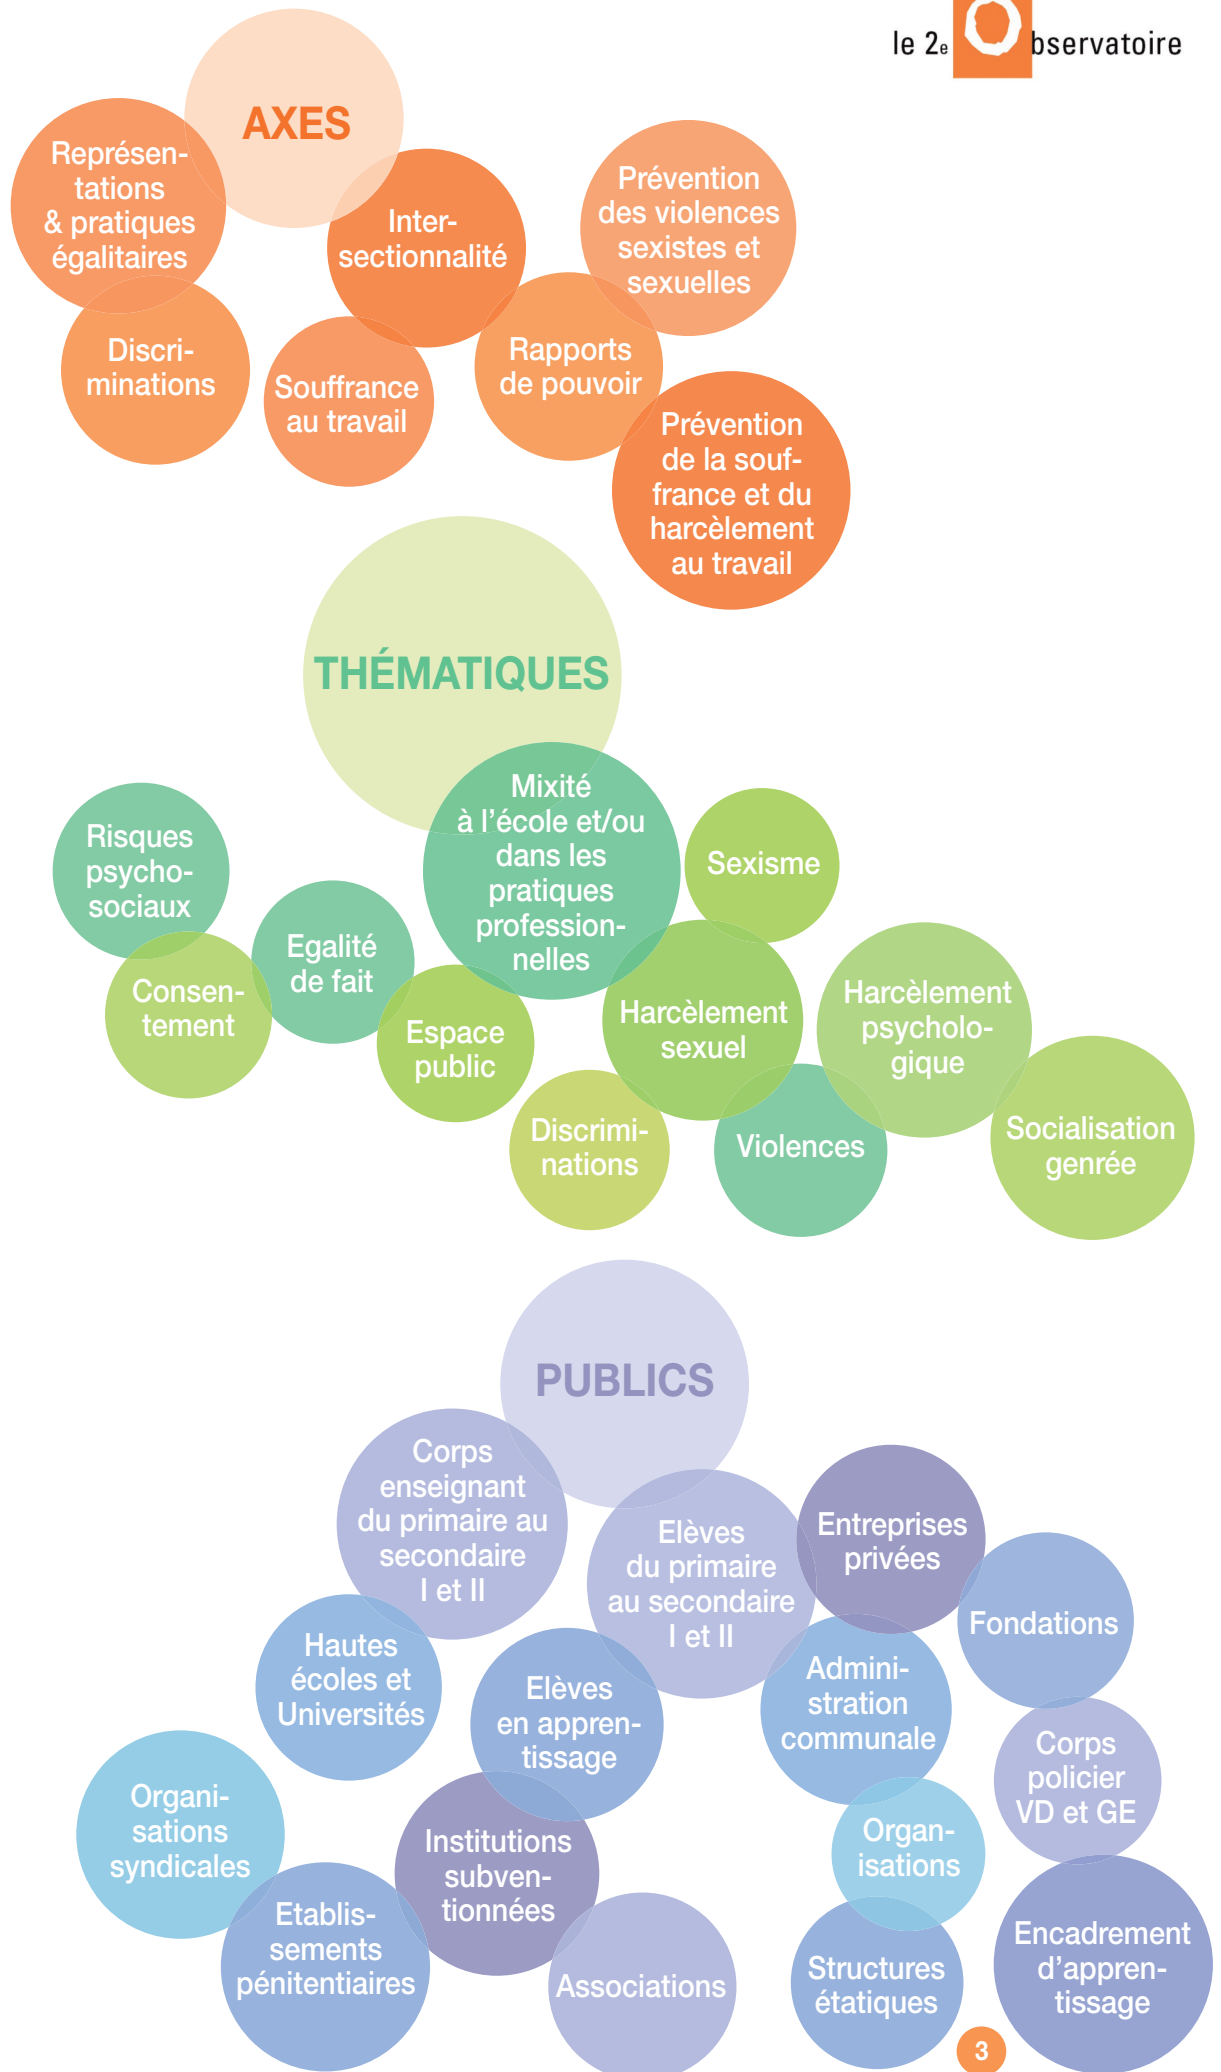 le 2e Observatoire
AXES
Représen-
tations
& pratiques
égalitaires
Inter-
sectionnalité
Prévention
des violences
sexistes et
sexuelles
Discri-
minations
Souffrance
au travail
Rapports
de pouvoir
Prévention
de la souf-
france et du
harcèlement
au travail
THÉMATIQUES
Mixité
à l'école et/ou
dans les
pratiques
profession-
nelles
Risques
psycho-
sociaux
Sexisme
Egalité
de fait
Consen-
tement
Espace
public
Harcèlement
sexuel
Harcèlement
psycholo-
gique
Discrimi-
nations
Violences
Socialisation
genrée
PUBLICS
Corps
enseignant
du primaire au
secondaire
I et II
Elèves
du primaire
au secondaire
I et II
Entreprises
privées
Fondations
Hautes
écoles et
Universités
Elèves
en appren-
tissage
Admini-
stration
communale
Corps
policier
VD et GE
Organi-
sations
syndicales
Institutions
subven-
tionnées
Organ-
isations
Etablis-
sements
pénitentiaires
Associations
Structures
étatiques
Encadrement
d'appren-
tissage
3